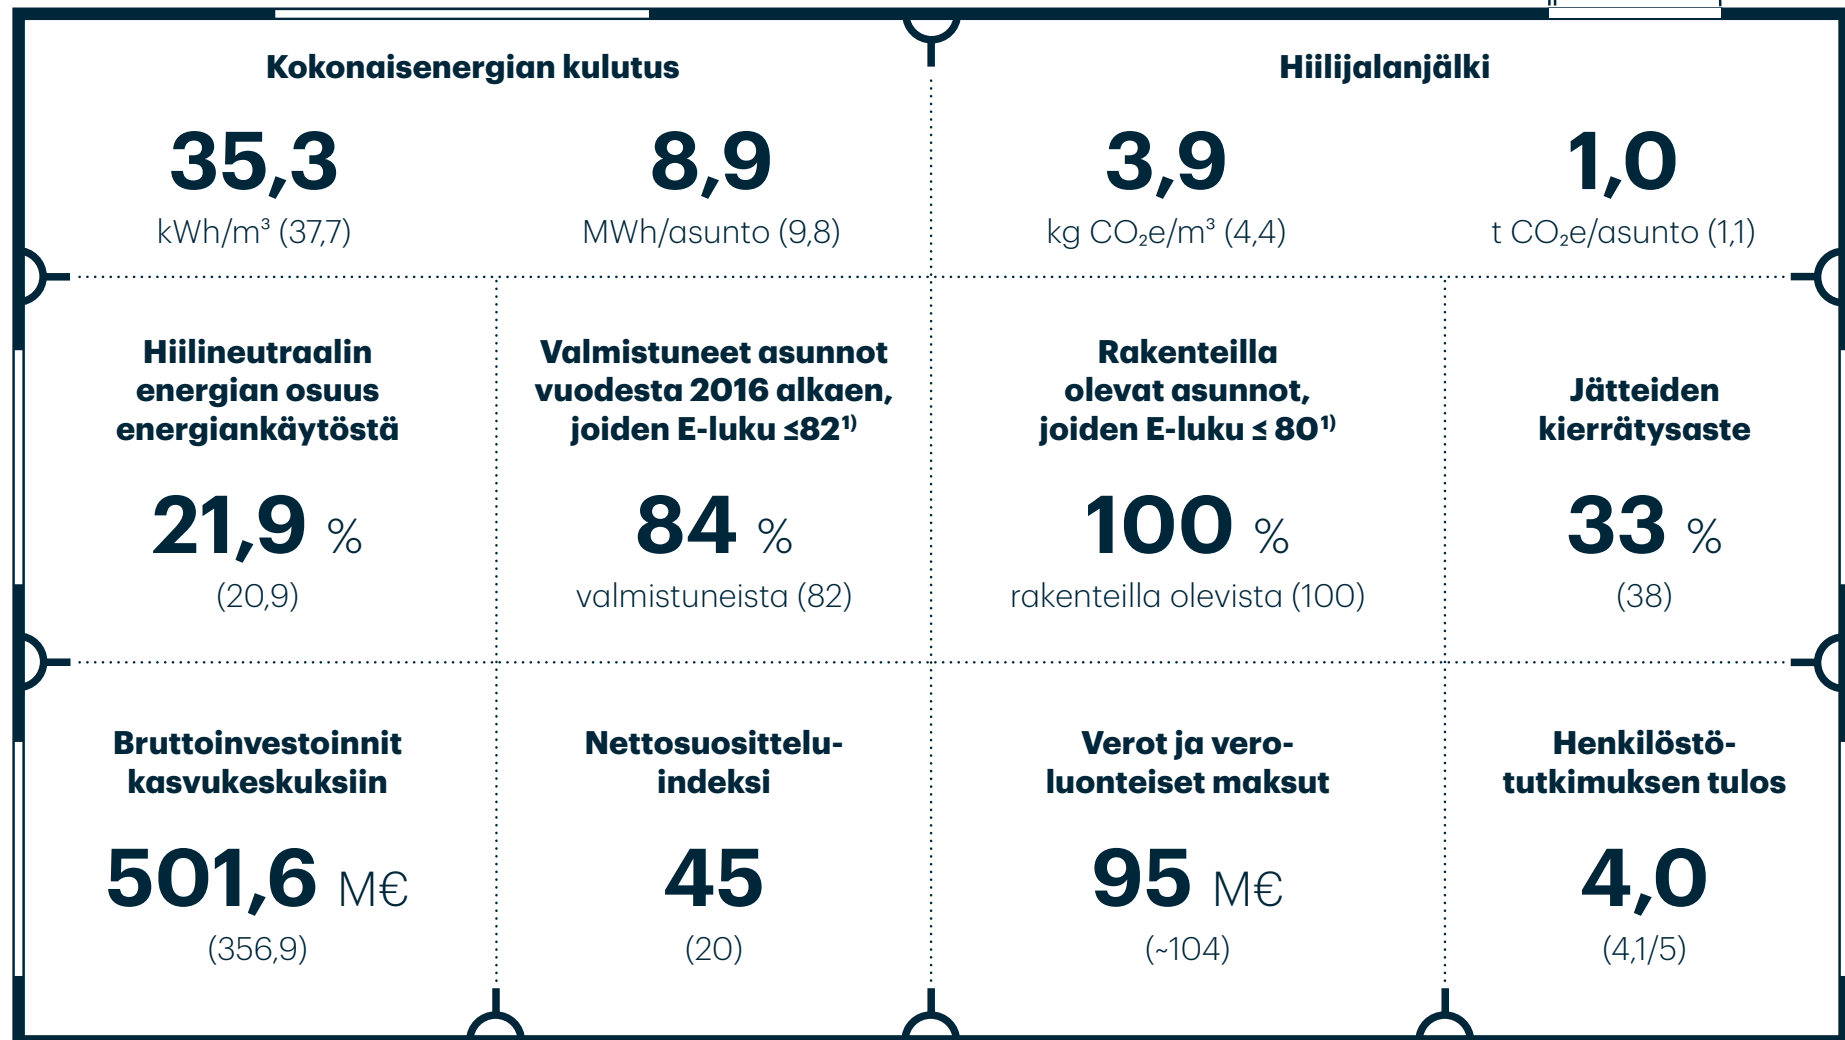 Kokonaisenergian kulutus
35,3
kWh/m³ (37,7)
8,9
MWh/asunto (9,8)
Hiilijalanjälki
3,9
kg CO₂e/m³ (4,4)
1,0
t CO₂e/asunto (1,1)
Hiilineutraalin
energian osuus
energiankäytöstä
21,9 %
(20,9)
Valmistuneet asunnot
vuodesta 2016 alkaen,
joiden E-luku ≤82¹⁾
84 %
valmistuneista (82)
Rakenteilla
olevat asunnot,
joiden E-luku ≤ 80¹⁾
100 %
rakenteilla olevista (100)
Jätteiden
kierrätysaste
33 %
(38)
Bruttoinvestoinnit
kasvukeskuksiin
501,6 M€
(356,9)
Nettosuosittelu-
indeksi
45
(20)
Verot ja vero-
luonteiset maksut
95 M€
(~104)
Henkilöstö-
tutkimuksen tulos
4,0
(4,1/5)